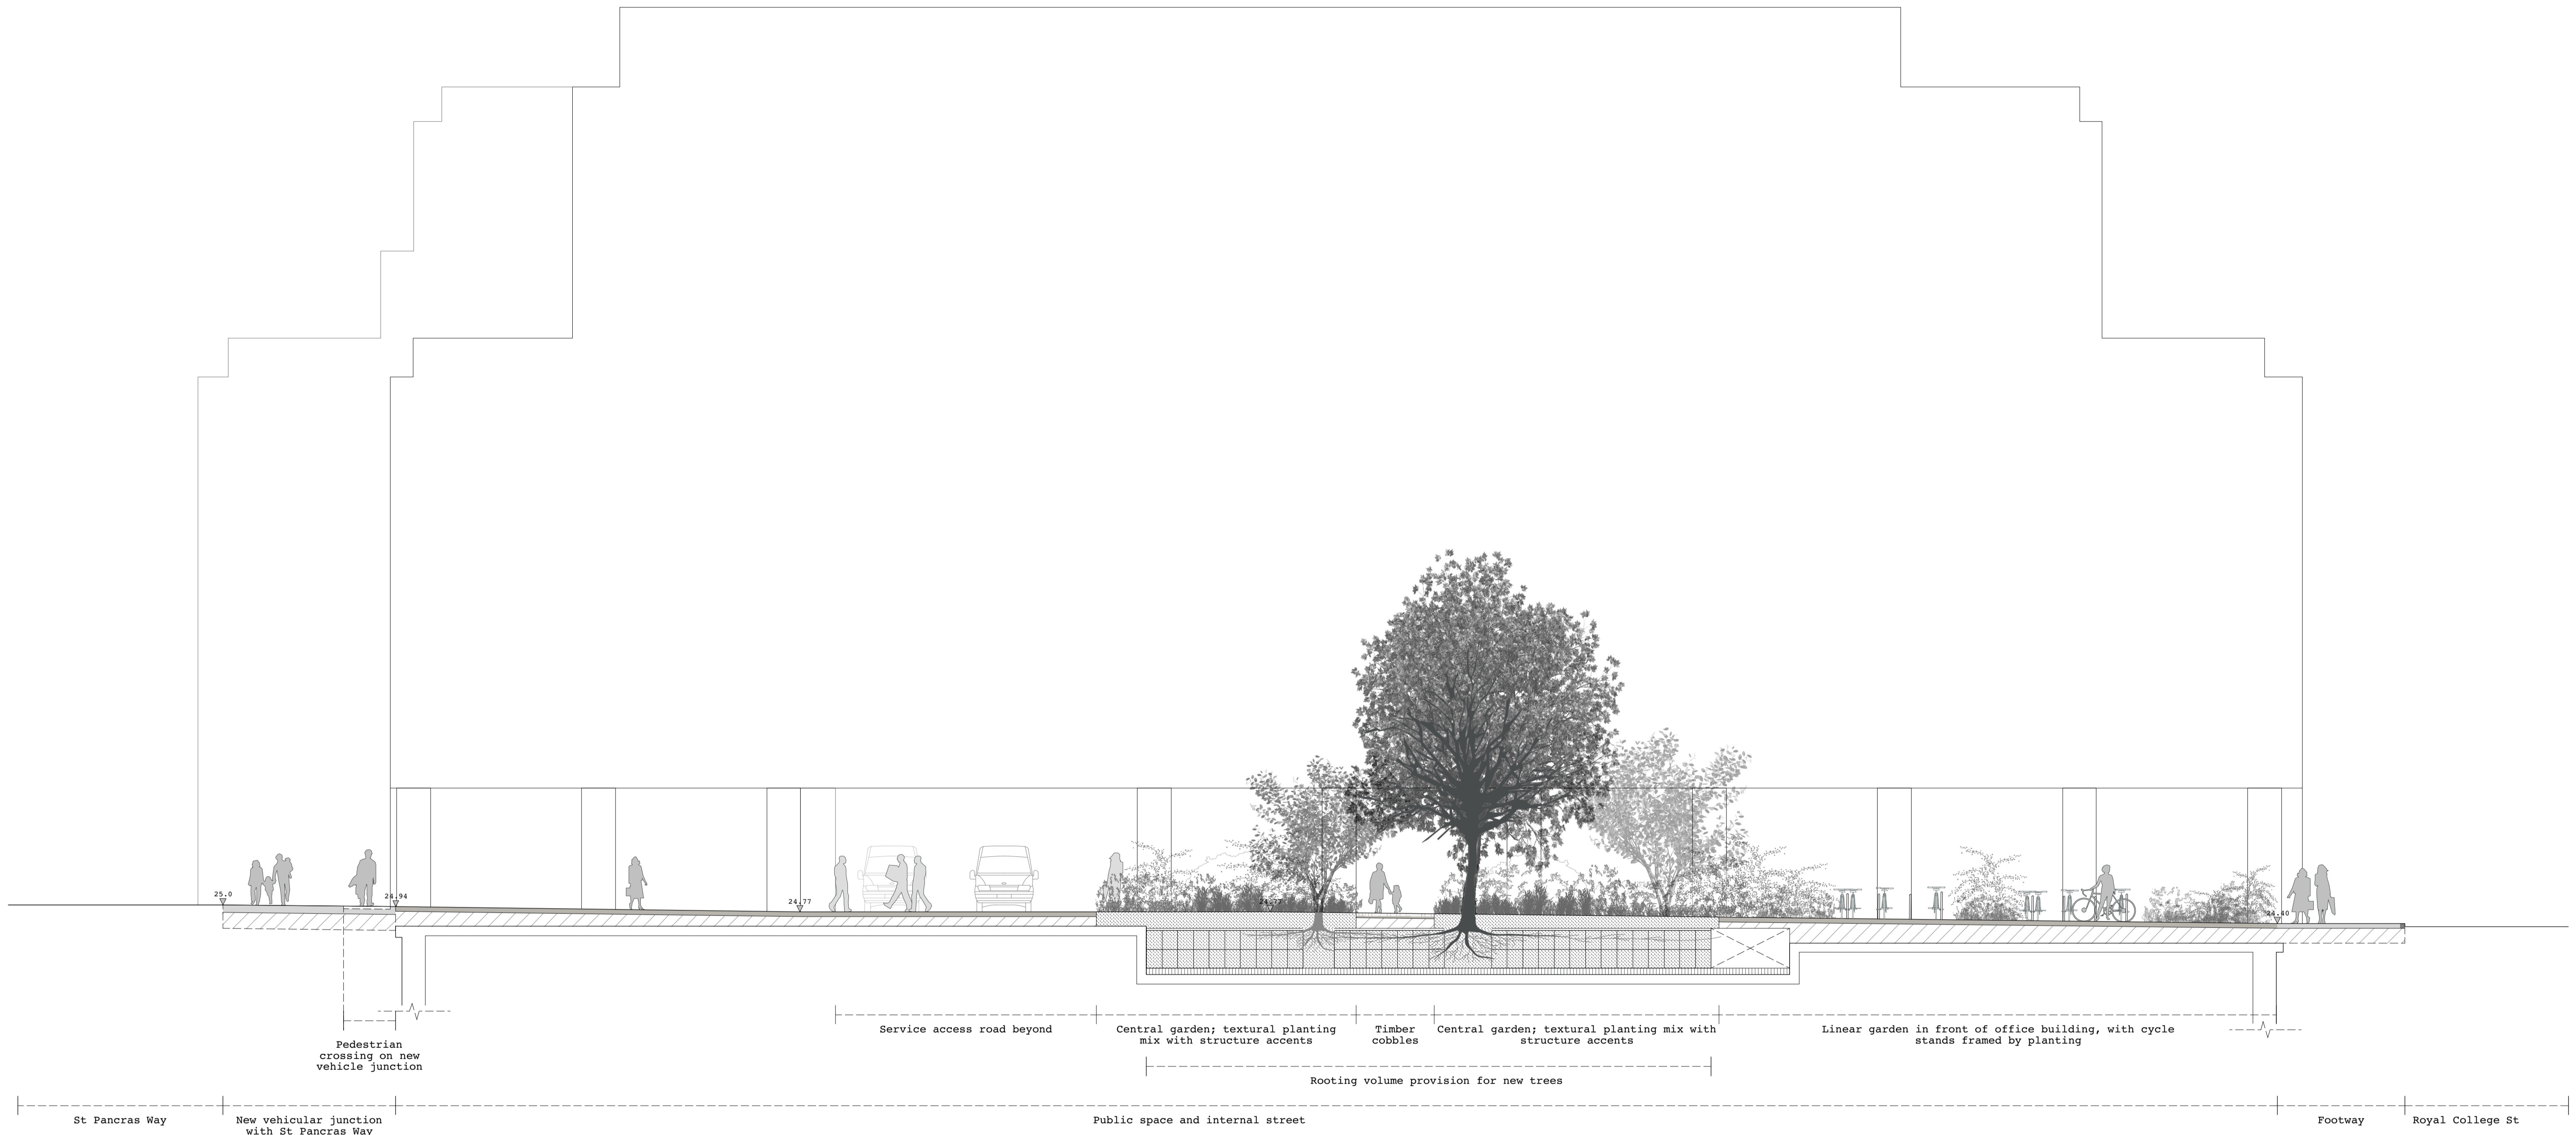 25.0
24.94
24.77
24.77
24.40
Service access road beyond
Central garden; textural planting
mix with structure accents
Timber
cobbles
Central garden; textural planting mix with
structure accents
Linear garden in front of office building, with cycle
stands framed by planting
Pedestrian
crossing on new
vehicle junction
Rooting volume provision for new trees
St Pancras Way
New vehicular junction
with St Pancras Way
Public space and internal street
Footway
Royal College St